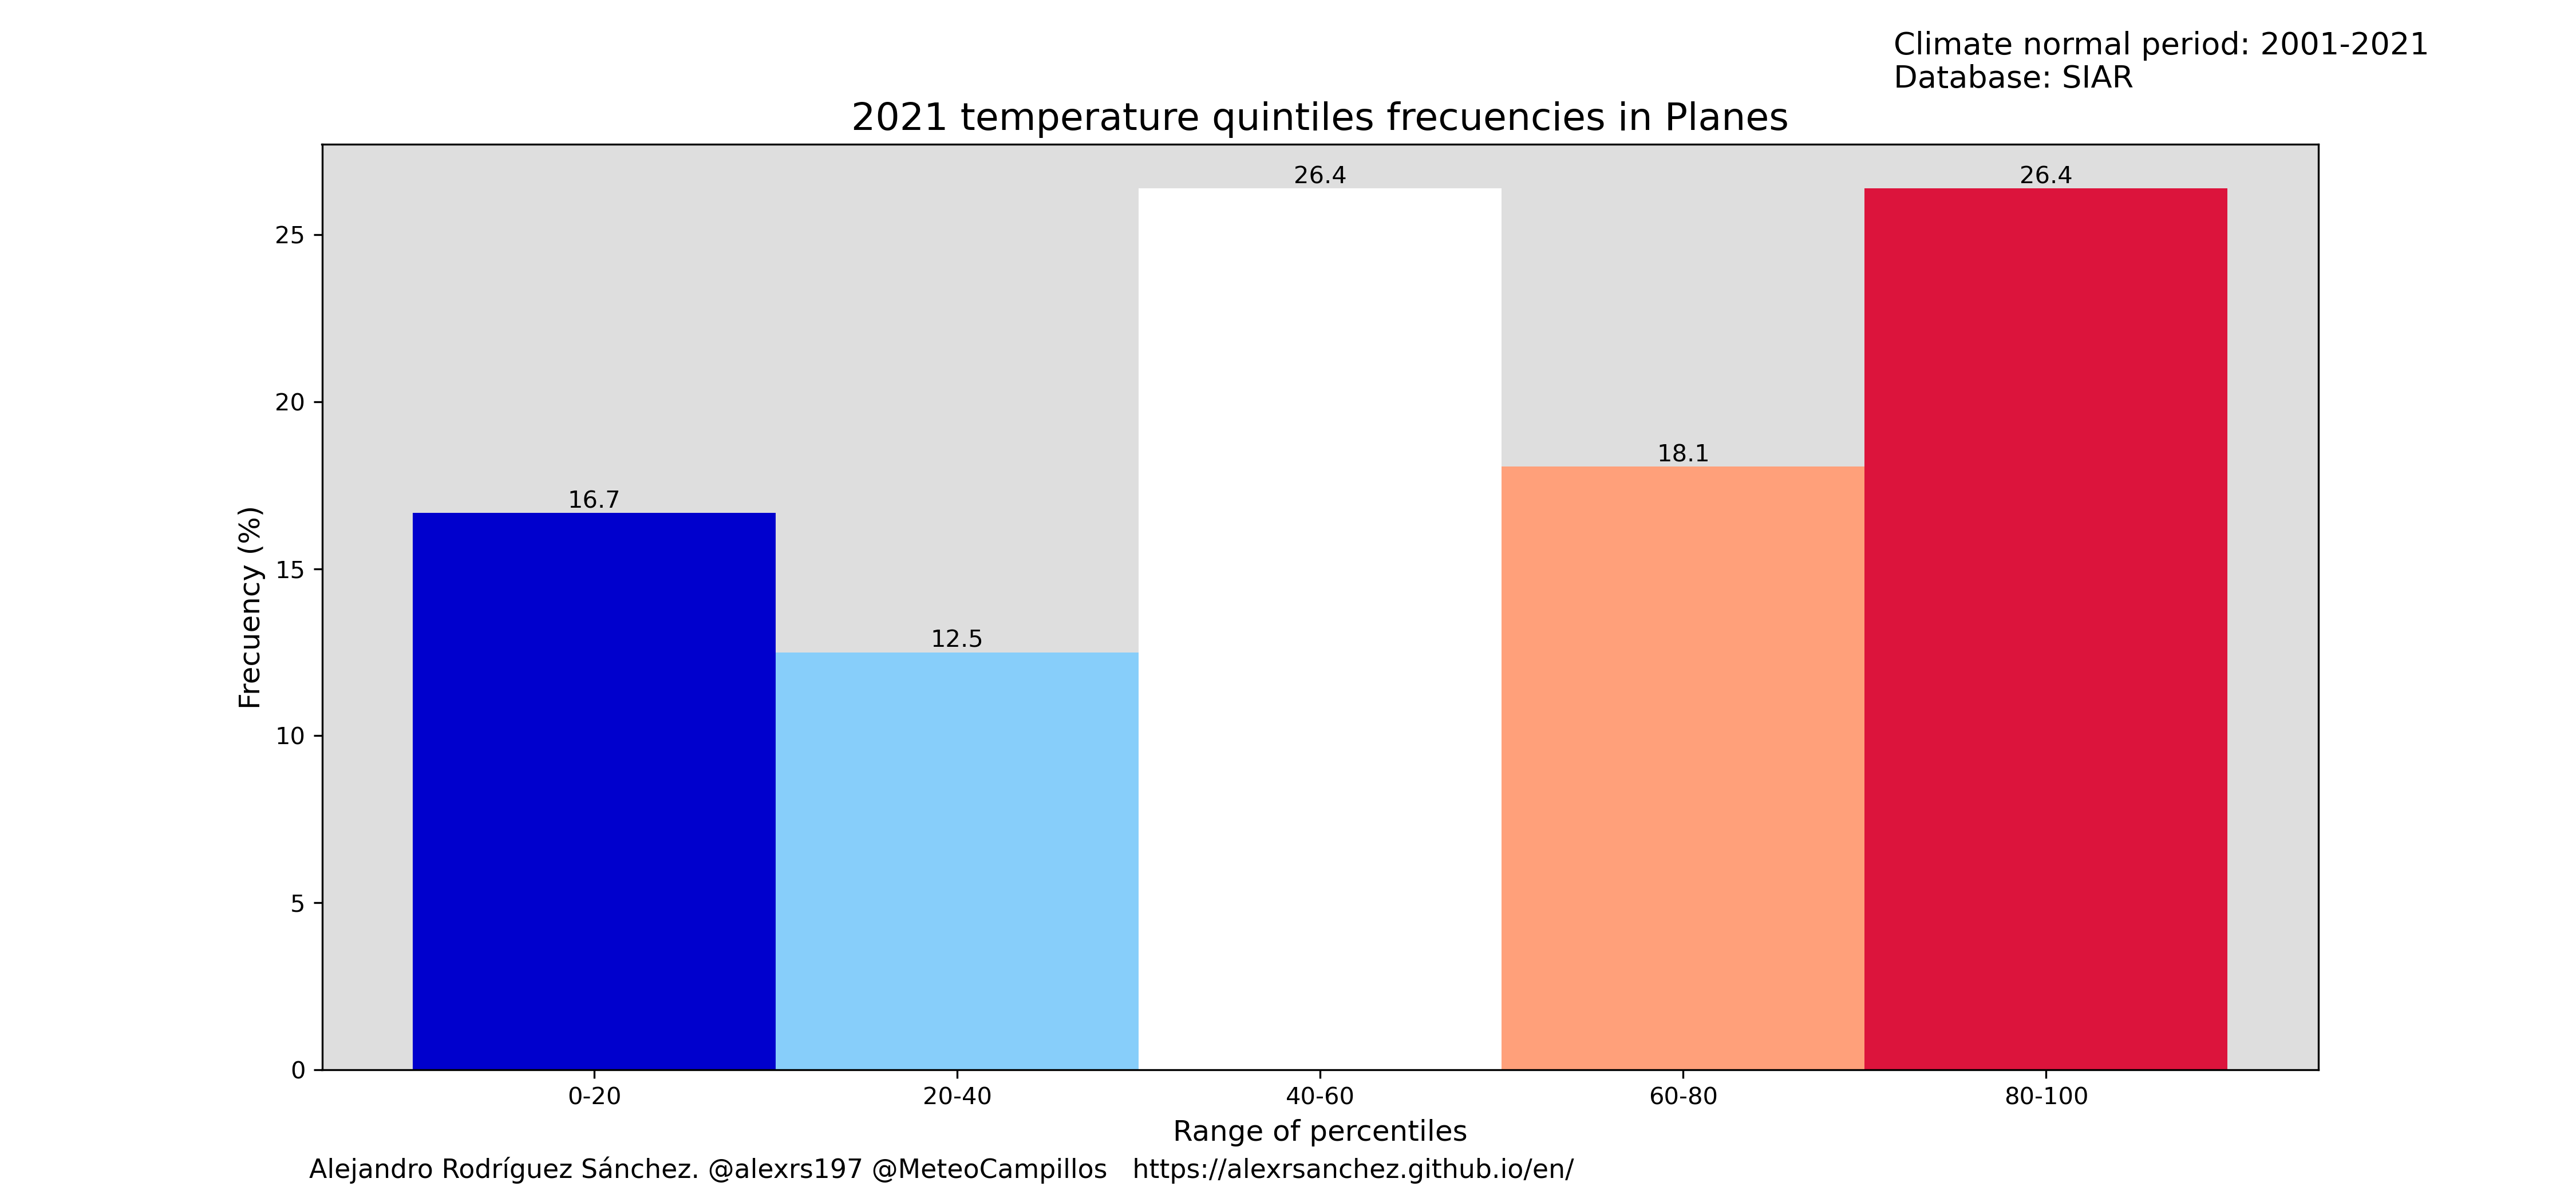 Climate normal period: 2001-2021
Database: SIAR
2021 temperature quintiles frecuencies in Planes
26.4
26.4
25
20
18.1
16.7
Frecuency (%)
15
12.5
10
5
0
0-20
20-40
40-60
60-80
80-100
Range of percentiles
Alejandro Rodríguez Sánchez. @alexrs197 @MeteoCampillos   https://alexrsanchez.github.io/en/